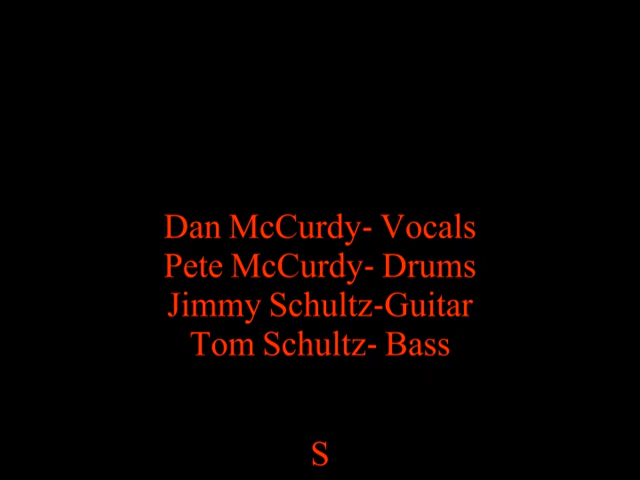 Dan McCurdy- Vocals
Pete McCurdy- Drums
Jimmy Schultz-Guitar
Tom Schultz- Bass
S